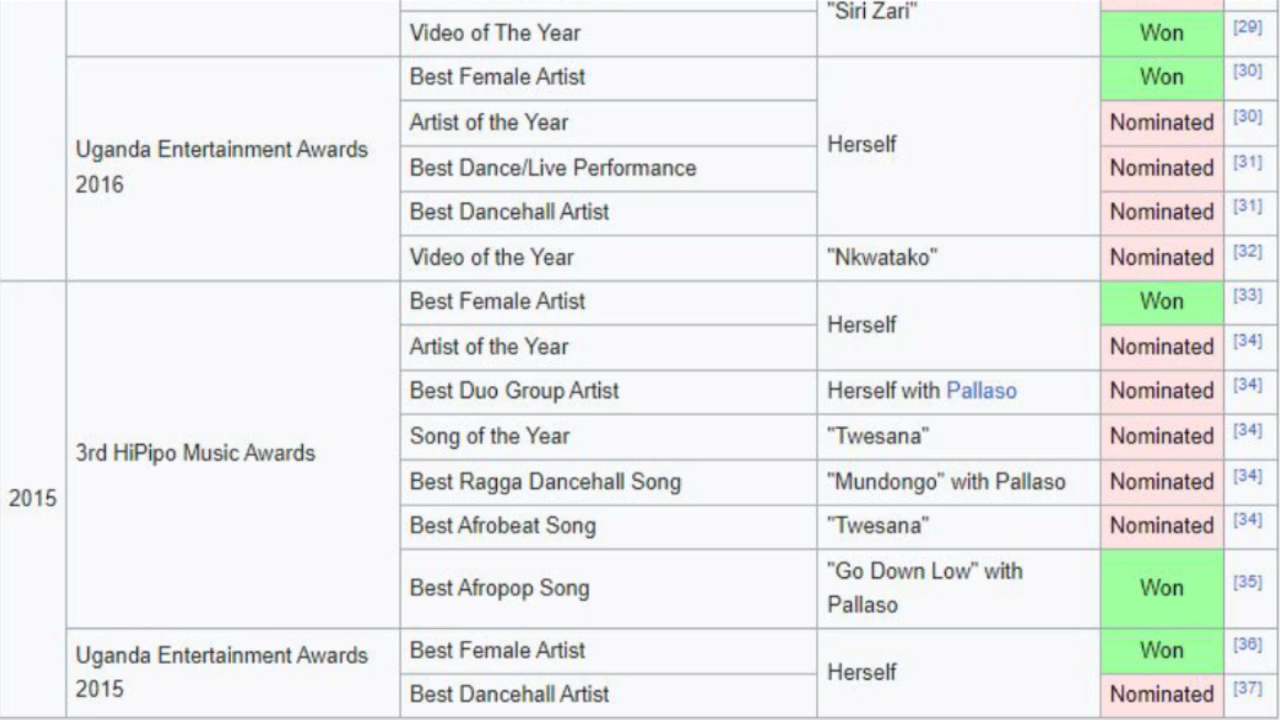 "Siri Zari"
Video of The Year Won [29]
Uganda Entertainment Awards
2016
Best Female Artist Herself Won [30]
Artist of the Year Nominated [30]
Best Dance/Live Performance Nominated [31]
Best Dancehall Artist Nominated [31]
Video of the Year "Nkwatako" Nominated [32]
2015
3rd HiPipo Music Awards
Best Female Artist Herself Won [33]
Artist of the Year Nominated [34]
Best Duo Group Artist Herself with Pallaso Nominated [34]
Song of the Year "Twesana" Nominated [34]
Best Ragga Dancehall Song "Mundongo" with Pallaso Nominated [34]
Best Afrobeat Song "Twesana" Nominated [34]
Best Afropop Song "Go Down Low" with
Pallaso Won [35]
Uganda Entertainment Awards
2015
Best Female Artist Herself Won [36]
Best Dancehall Artist Nominated [37]